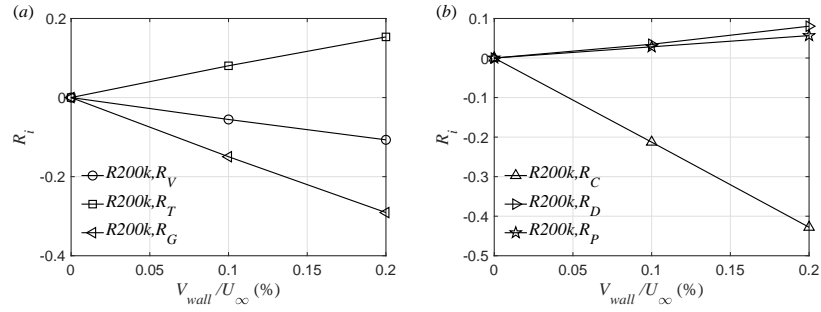 (a)
0.2
0
-0.2
-0.4
R_i
R200k,R_V
R200k,R_T
R200k,R_G
0 0.05 0.1 0.15 0.2
V_wall/U_∞ (%)
(b)
0.1
0
-0.1
-0.2
-0.3
-0.4
-0.5
R_i
R200k,R_C
R200k,R_D
R200k,R_P
0 0.05 0.1 0.15 0.2
V_wall/U_∞ (%)